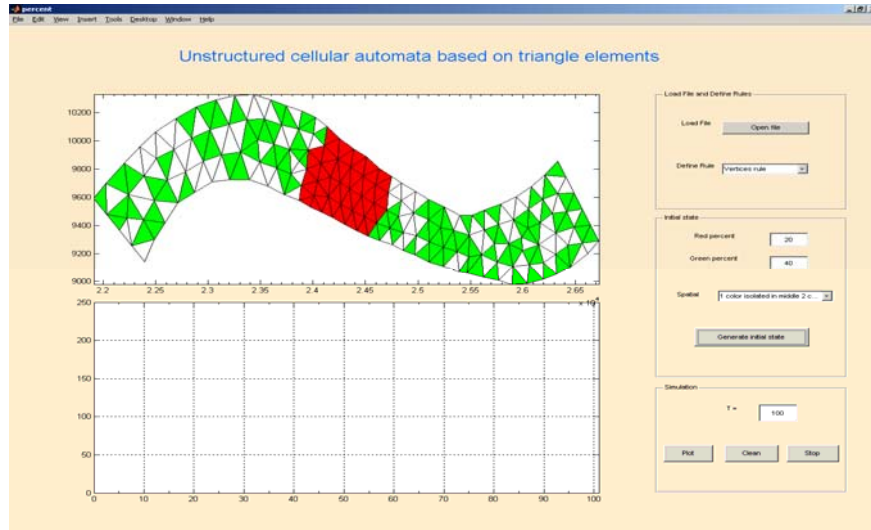 percent
File Edit View Insert Tools Desktop Window Help
Unstructured cellular automata based on triangle elements
10200
10000
9800
9600
9400
9200
9000
2.2 2.25 2.3 2.35 2.4 2.45 2.5 2.55 2.6 2.65
x 10^4
250
200
150
100
50
0
0 10 20 30 40 50 60 70 80 90 100
Load File and Define Rules
Load File Open file
Define Rule Vertices rule
Initial state
Red percent 20
Green percent 40
Spatial 1 color isolated in middle 2 c...
Generate initial state
Simulation
T = 100
Plot Clean Stop